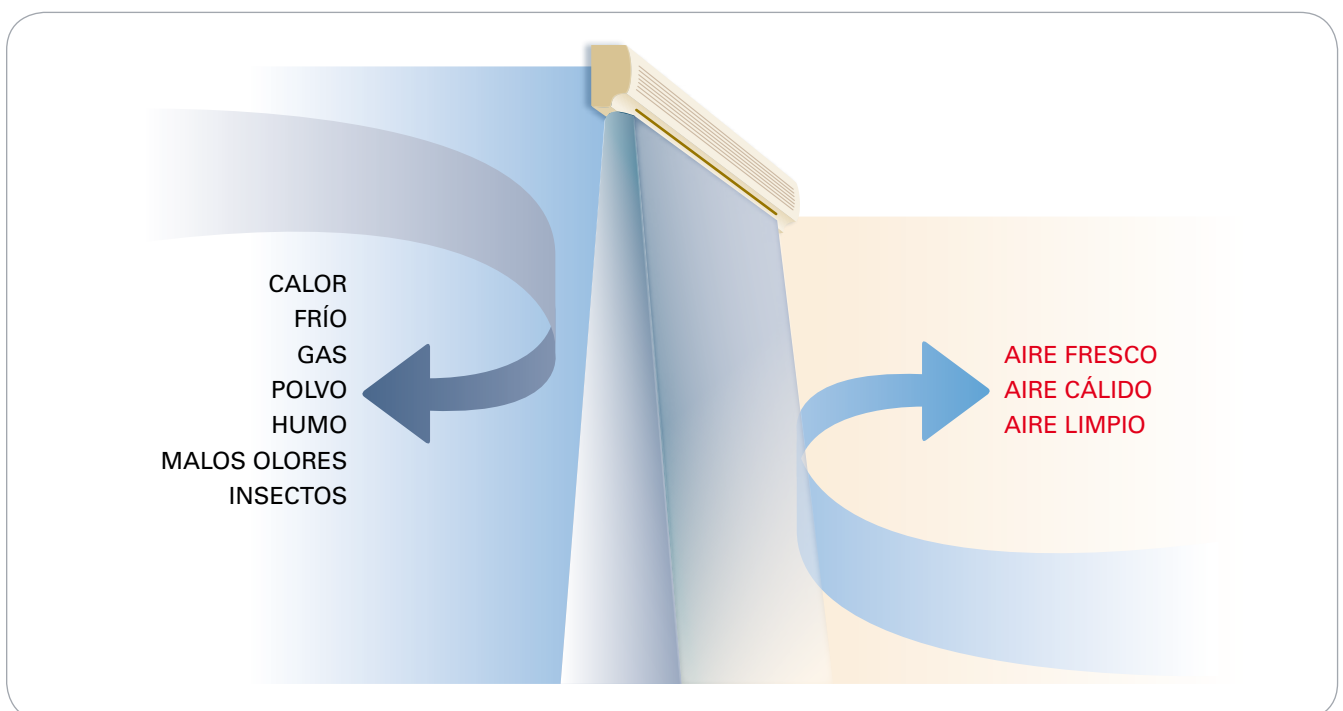 CALOR
FRÍO
GAS
POLVO
HUMO
MALOS OLORES
INSECTOS
AIRE FRESCO
AIRE CÁLIDO
AIRE LIMPIO